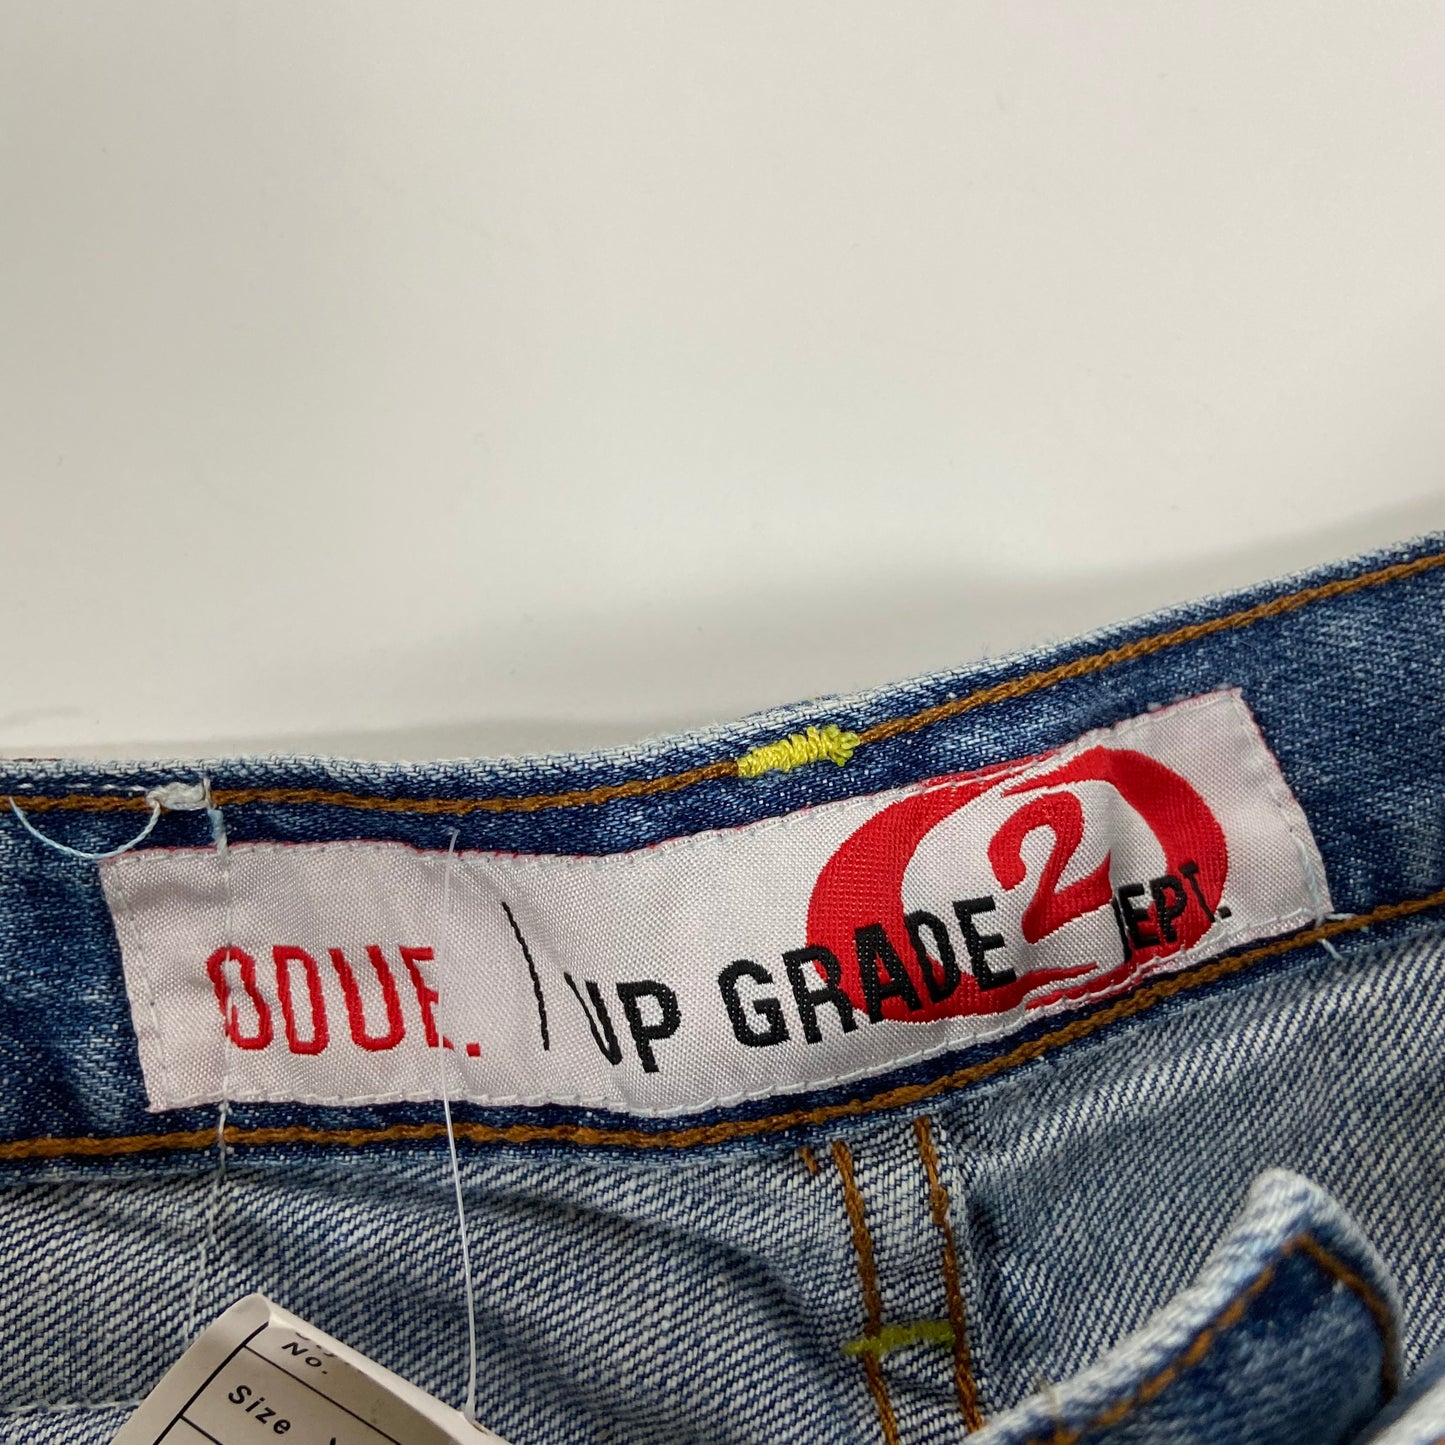 ODUE. | UP GRADE 2 DEPT.
No.
Size